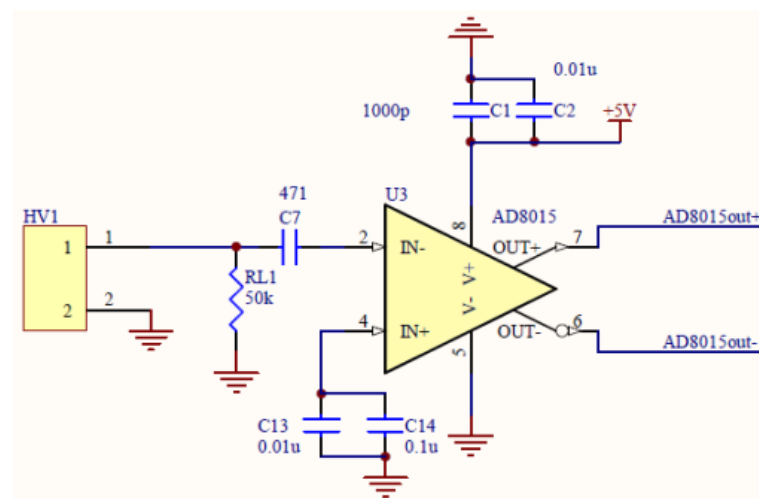 0.01u
1000p
C1
C2
+5V
471
C7
U3
AD8015
HV1
1
1
2
2
RL1
50k
2
IN-
4
IN+
8
V+
V-
5
OUT+
7
AD8015out+
OUT-
6
AD8015out-
C13
0.01u
C14
0.1u